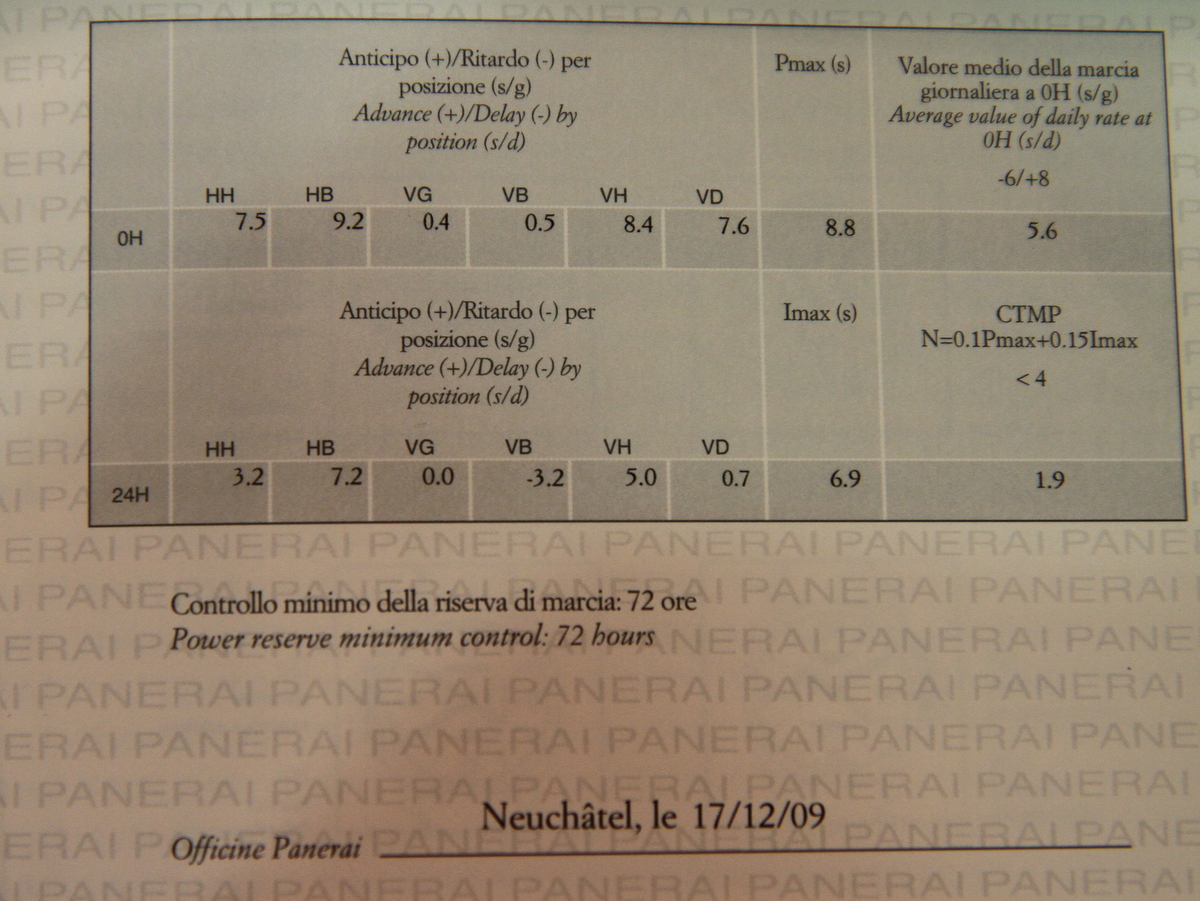 Anticipo (+)/Ritardo (-) per
posizione (s/g)
Advance (+)/Delay (-) by
position (s/d)
Pmax (s)
Valore medio della marcia
giornaliera a 0H (s/g)
Average value of daily rate at
0H (s/d)
-6/+8
HH HB VG VB VH VD
0H 7.5 9.2 0.4 0.5 8.4 7.6 8.8 5.6
Anticipo (+)/Ritardo (-) per
posizione (s/g)
Advance (+)/Delay (-) by
position (s/d)
Imax (s)
CTMP
N=0.1Pmax+0.15Imax
< 4
HH HB VG VB VH VD
24H 3.2 7.2 0.0 -3.2 5.0 0.7 6.9 1.9
Controllo minimo della riserva di marcia: 72 ore
Power reserve minimum control: 72 hours
Neuchâtel, le 17/12/09
Officine Panerai